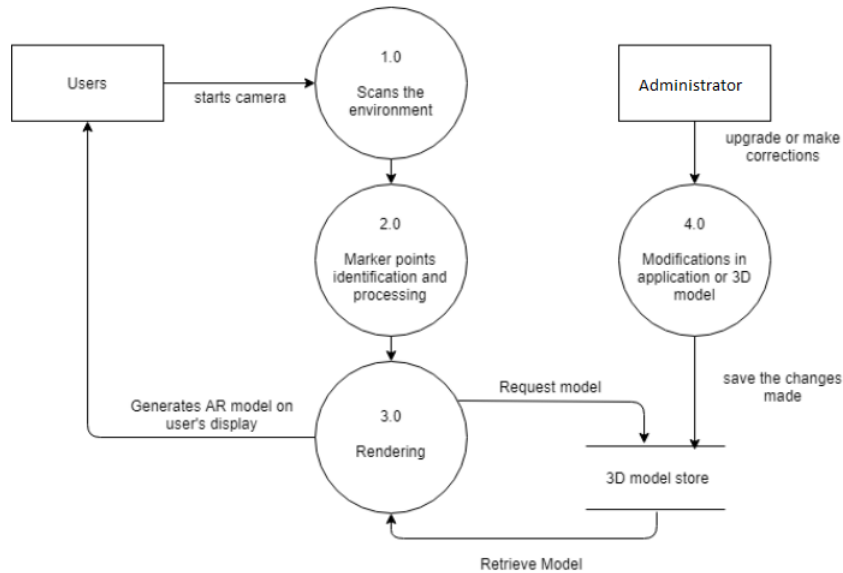 Users
starts camera
1.0
Scans the
environment
Administrator
upgrade or make
corrections
2.0
Marker points
identification and
processing
4.0
Modifications in
application or 3D
model
Generates AR model on
user's display
3.0
Rendering
Request model
save the changes
made
3D model store
Retrieve Model